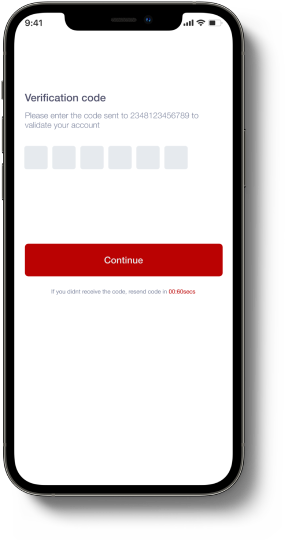 9:41
Verification code
Please enter the code sent to 2348123456789 to
validate your account
Continue
If you didnt receive the code, resend code in 00:60secs